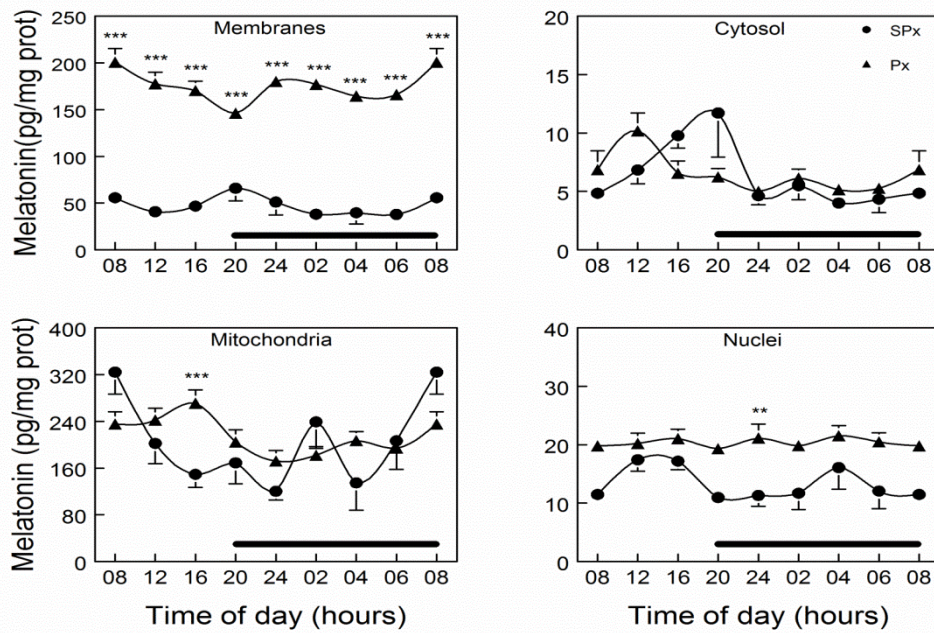 Membranes
Melatonin(pg/mg prot)
250
200
150
100
50
0
*** *** *** *** *** *** *** *** ***
08 12 16 20 24 02 04 06 08
Cytosol
SPx
Px
20
15
10
5
0
08 12 16 20 24 02 04 06 08
Mitochondria
Melatonin (pg/mg prot)
400
320
240
160
80
0
***
08 12 16 20 24 02 04 06 08
Time of day (hours)
Nuclei
40
30
20
10
0
**
08 12 16 20 24 02 04 06 08
Time of day (hours)